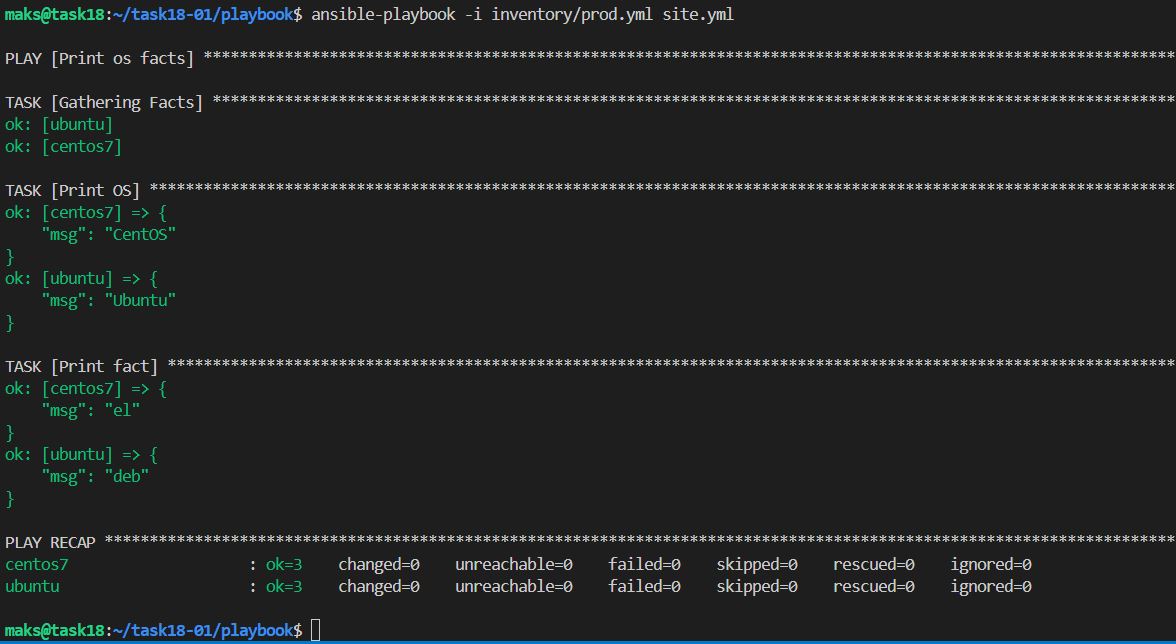 maks@task18:~/task18-01/playbook$ ansible-playbook -i inventory/prod.yml site.yml
PLAY [Print os facts] ************************************************************************************************************
TASK [Gathering Facts] ***********************************************************************************************************
ok: [ubuntu]
ok: [centos7]
TASK [Print OS] ******************************************************************************************************************
ok: [centos7] => {
    "msg": "CentOS"
}
ok: [ubuntu] => {
    "msg": "Ubuntu"
}
TASK [Print fact] ****************************************************************************************************************
ok: [centos7] => {
    "msg": "el"
}
ok: [ubuntu] => {
    "msg": "deb"
}
PLAY RECAP ***********************************************************************************************************************
centos7                    : ok=3    changed=0    unreachable=0    failed=0    skipped=0    rescued=0    ignored=0
ubuntu                     : ok=3    changed=0    unreachable=0    failed=0    skipped=0    rescued=0    ignored=0
maks@task18:~/task18-01/playbook$